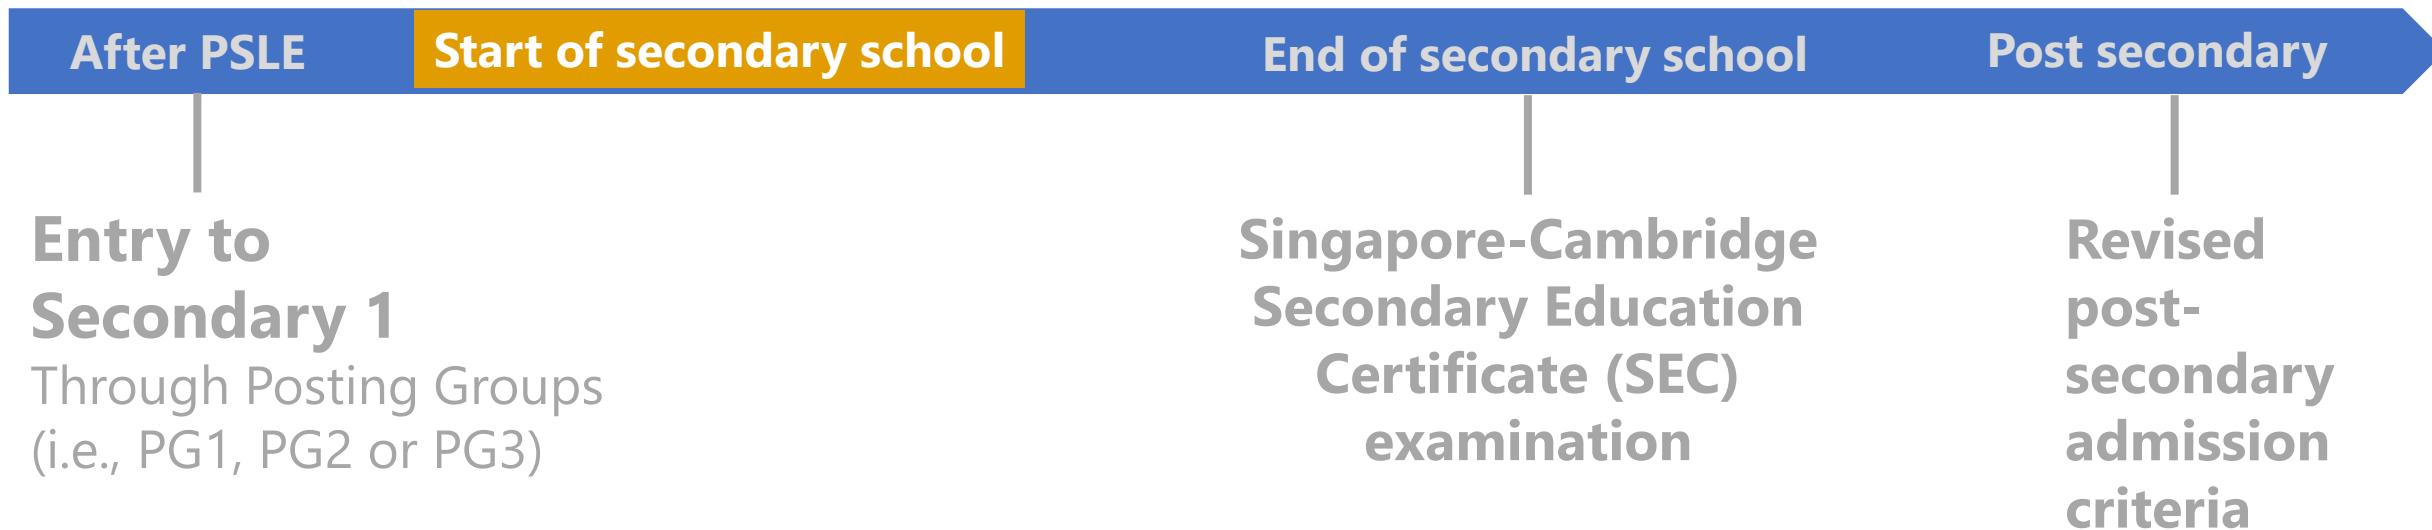 After PSLE
Start of secondary school
End of secondary school
Post secondary
Entry to
Secondary 1
Through Posting Groups
(i.e., PG1, PG2 or PG3)
Singapore-Cambridge
Secondary Education
Certificate (SEC)
examination
Revised
post-
secondary
admission
criteria